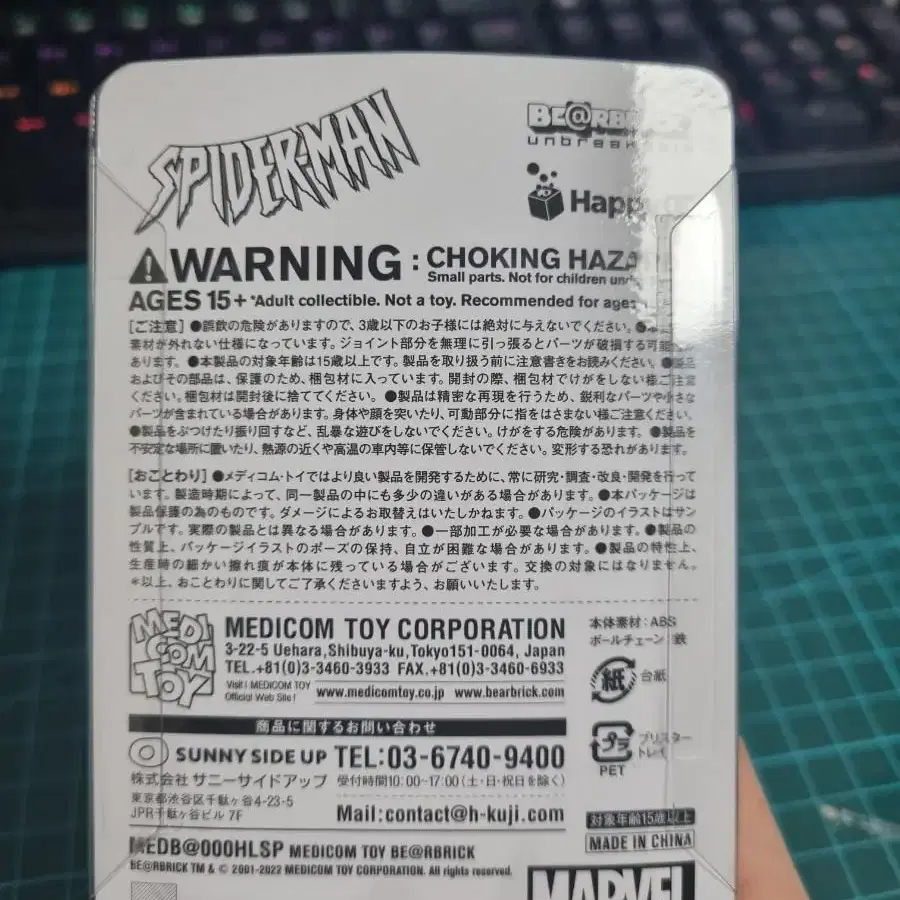 SPIDER-MAN
BE@RBRICK
Happy
WARNING : CHOKING HAZARD
Small parts. Not for children under
AGES 15+ *Adult collectible. Not a toy. Recommended for ages
[ご注意] ●誤飲の危険がありますので、3歳以下のお子様には絶対に与えないでください。●本
素材が外れない仕様になっています。ジョイント部分を無理に引っ張るとパーツが破損する可能性が
あります。●本製品の対象年齢は15歳以上です。製品を取り扱う前に注意書きをお読みください。●製品
およびその部品は、保護のため、梱包材に入っています。開封の際、梱包材でけがをしない様ご注意
ください。梱包材は開封後に捨ててください。●製品は精密な再現を行うため、鋭利なパーツや小さな
パーツが含まれている場合があります。身体や顔を突いたり、可動部分に指をはさまない様ご注意ください。
●製品をぶつけたり振り回すなど、乱暴な遊びをしないでください。けがをする危険があります。●製品を
不安定な場所に置いたり、熱源の近くや高温の車内等に保管しないでください。変形する恐れがあります。
[おことわり] ●メディコム・トイではより良い製品を開発するために、常に研究・調査・改良・開発を行って
います。製造時期によって、同一製品の中にも多少の違いがある場合があります。●本パッケージは
製品保護の為のものです。ダメージによるお取替えはいたしかねます。●パッケージのイラストはサン
プルです。実際の製品とは異なる場合があります。●一部加工が必要な場合があります。●製品の
性質上、パッケージイラストのポーズの保持、自立が困難な場合があります。●製品の特性上、
生産時の細かい擦れ痕が本体に残っている場合がございます。交換の対象にはなりません。
*以上、おことわりに関してご了承くださいますよう、お願いいたします。
MEDI
COM
TOY
MEDICOM TOY CORPORATION
3-22-5 Uehara,Shibuya-ku,Tokyo151-0064, Japan
TEL.+81(0)3-3460-3933 FAX.+81(0)3-3460-6933
Visit ! MEDICOM TOY
Official Web Site !
www.medicomtoy.co.jp www.bearbrick.com
本体素材:ABS
ボールチェーン:鉄
紙 台紙
プラ ブリスター
トレイ
PET
商品に関するお問い合わせ
SUNNY SIDE UP TEL:03-6740-9400
株式会社 サニーサイドアップ 受付時間10:00~17:00(土・日・祝日を除く)
東京都渋谷区千駄ヶ谷4-23-5
JPR千駄ヶ谷ビル 7F
Mail:contact@h-kuji.com
対象年齢15歳以上
MADE IN CHINA
MEDB@000HLSP MEDICOM TOY BE@RBRICK
BE@RBRICK TM & © 2001-2022 MEDICOM TOY CORPORATION. All rights reserved.
MARVEL